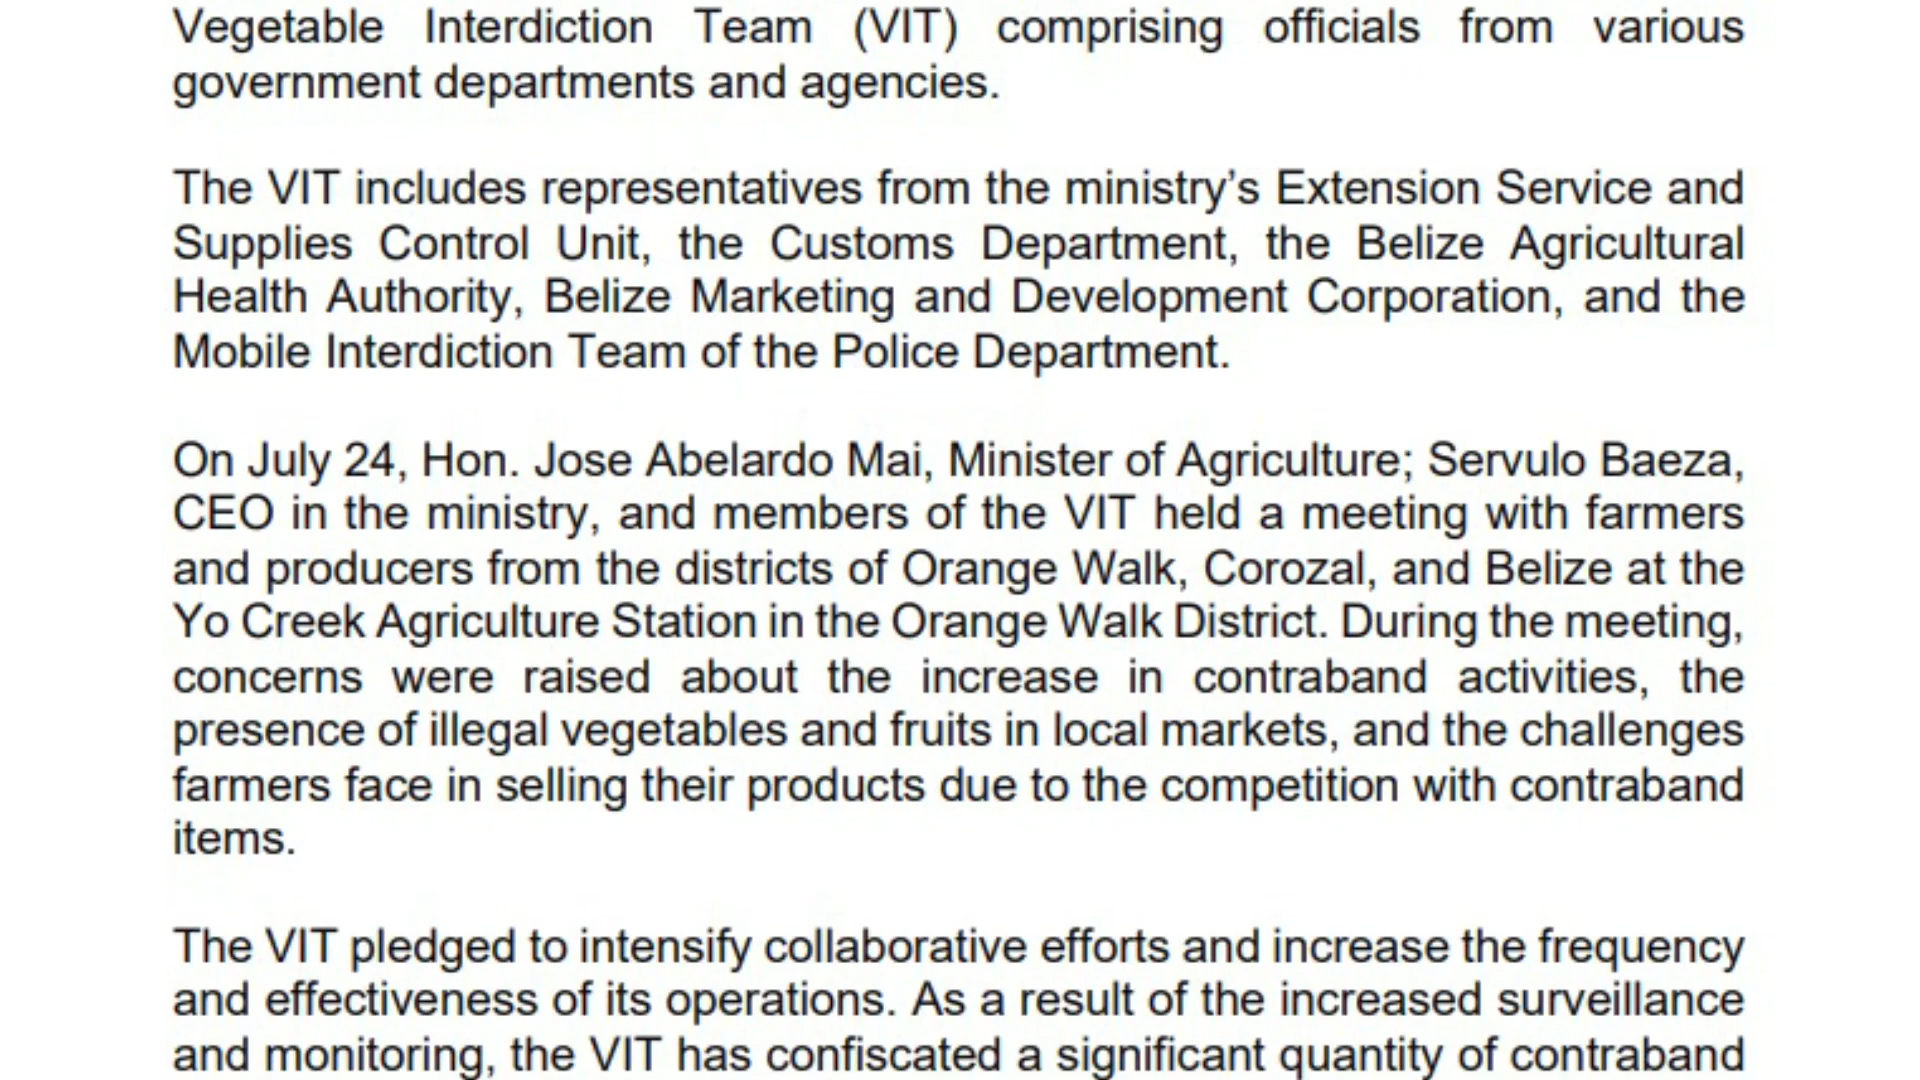 Vegetable Interdiction Team (VIT) comprising officials from various
government departments and agencies.
The VIT includes representatives from the ministry’s Extension Service and
Supplies Control Unit, the Customs Department, the Belize Agricultural
Health Authority, Belize Marketing and Development Corporation, and the
Mobile Interdiction Team of the Police Department.
On July 24, Hon. Jose Abelardo Mai, Minister of Agriculture; Servulo Baeza,
CEO in the ministry, and members of the VIT held a meeting with farmers
and producers from the districts of Orange Walk, Corozal, and Belize at the
Yo Creek Agriculture Station in the Orange Walk District. During the meeting,
concerns were raised about the increase in contraband activities, the
presence of illegal vegetables and fruits in local markets, and the challenges
farmers face in selling their products due to the competition with contraband
items.
The VIT pledged to intensify collaborative efforts and increase the frequency
and effectiveness of its operations. As a result of the increased surveillance
and monitoring, the VIT has confiscated a significant quantity of contraband